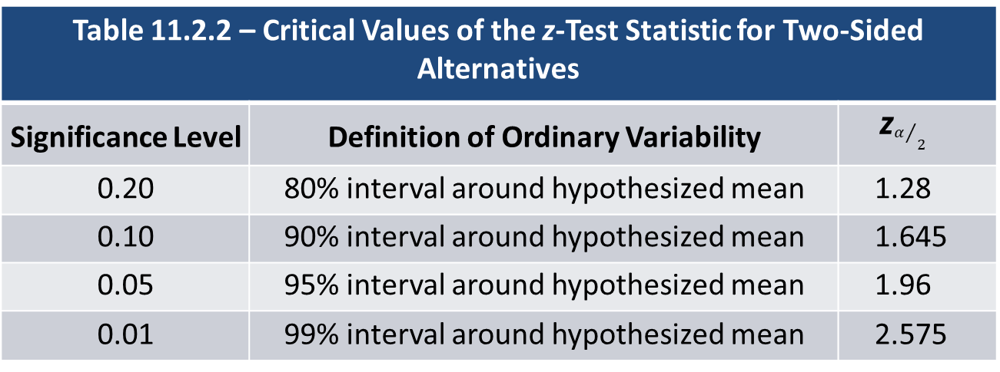 Table 11.2.2 – Critical Values of the z-Test Statistic for Two-Sided
Alternatives
Significance Level Definition of Ordinary Variability zα/2
0.20 80% interval around hypothesized mean 1.28
0.10 90% interval around hypothesized mean 1.645
0.05 95% interval around hypothesized mean 1.96
0.01 99% interval around hypothesized mean 2.575